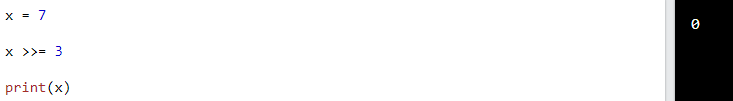 x = 7
x >>= 3
print(x)
0